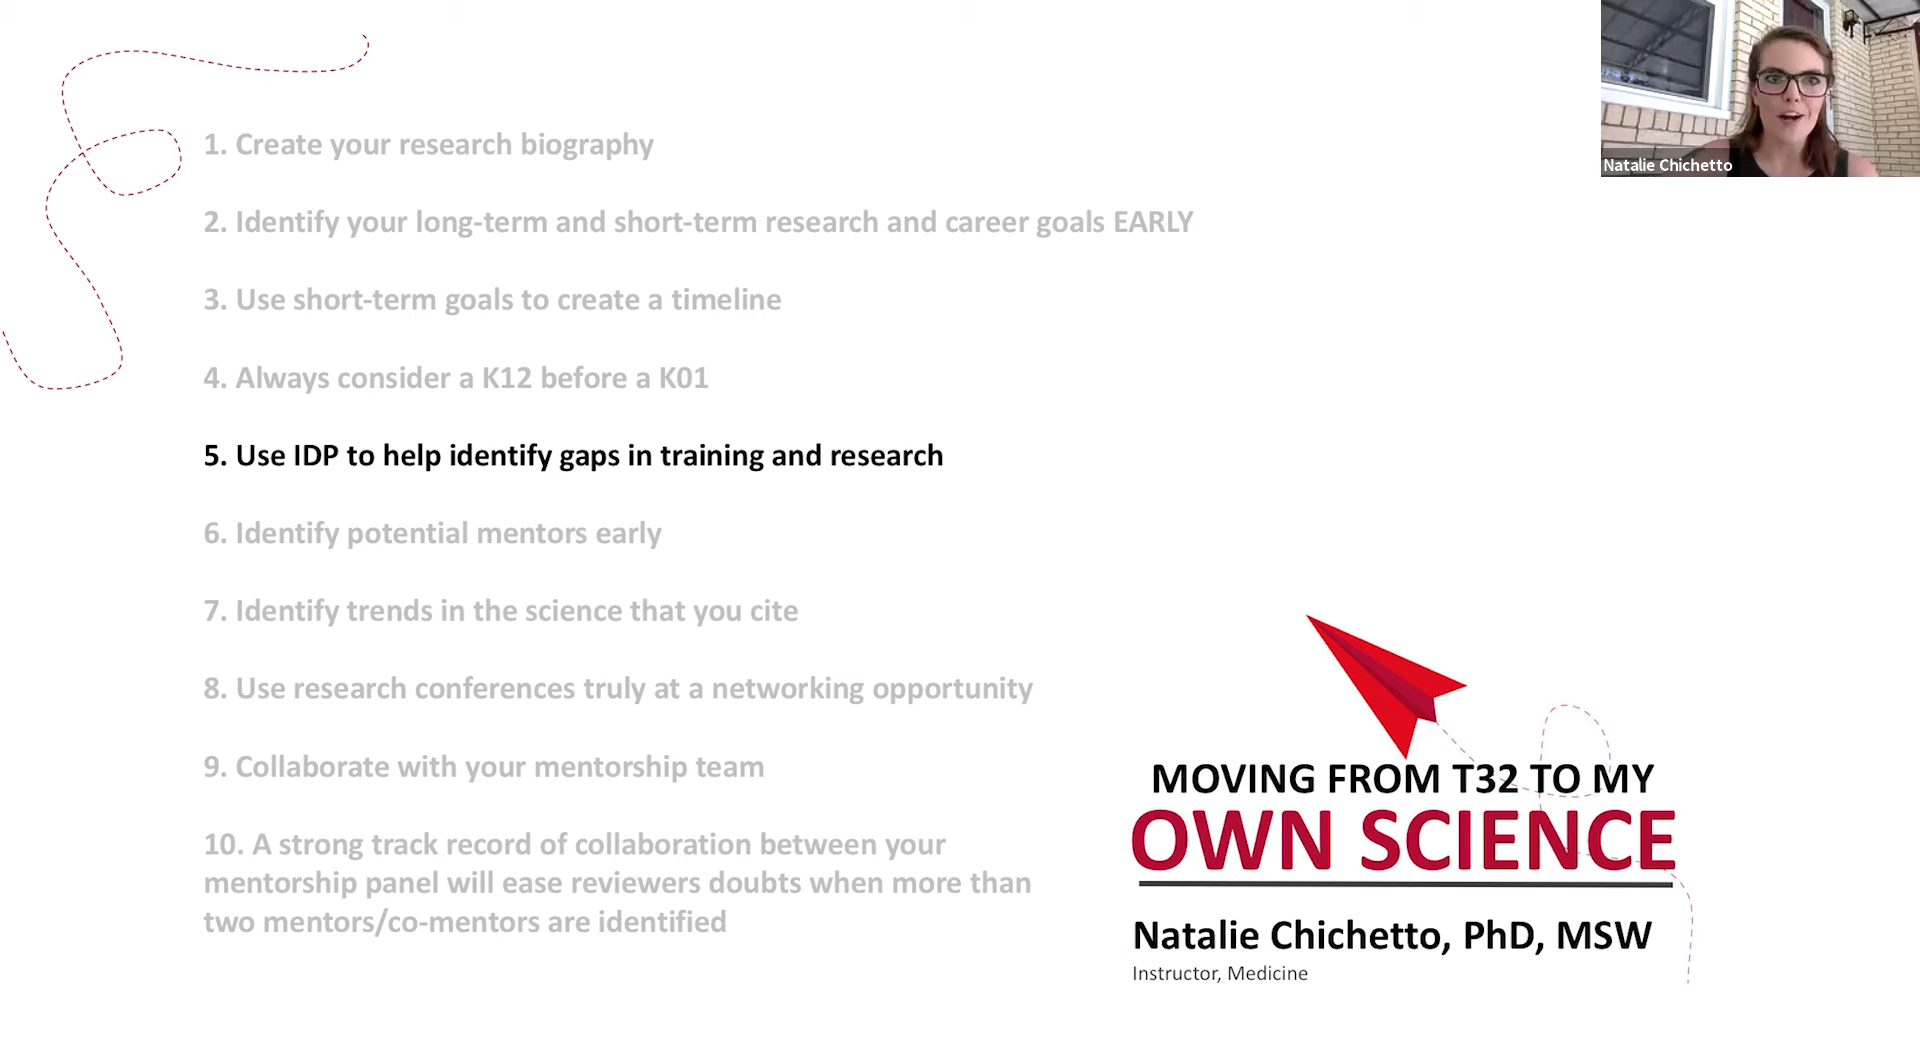 1. Create your research biography
2. Identify your long-term and short-term research and career goals EARLY
3. Use short-term goals to create a timeline
4. Always consider a K12 before a K01
5. Use IDP to help identify gaps in training and research
6. Identify potential mentors early
7. Identify trends in the science that you cite
8. Use research conferences truly at a networking opportunity
9. Collaborate with your mentorship team
10. A strong track record of collaboration between your
mentorship panel will ease reviewers doubts when more than
two mentors/co-mentors are identified
MOVING FROM T32 TO MY
OWN SCIENCE
Natalie Chichetto, PhD, MSW
Instructor, Medicine
Natalie Chichetto